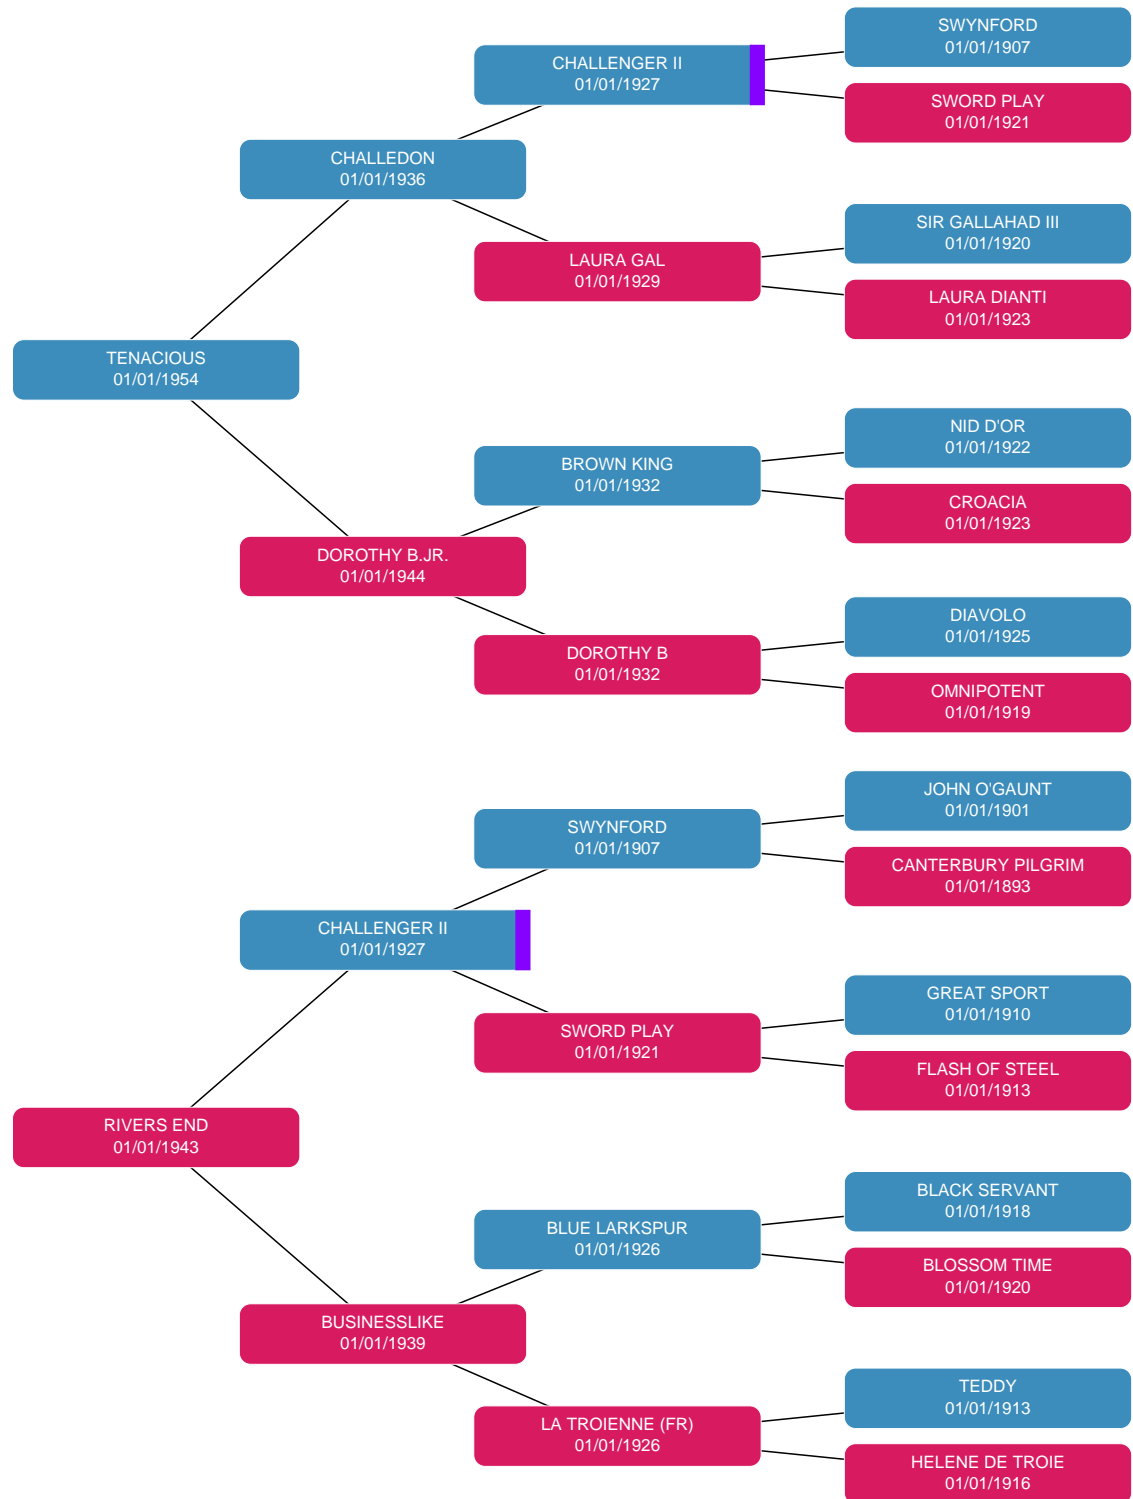 SWYNFORD
01/01/1907
CHALLENGER II
01/01/1927
SWORD PLAY
01/01/1921
CHALLEDON
01/01/1936
SIR GALLAHAD III
01/01/1920
LAURA GAL
01/01/1929
LAURA DIANTI
01/01/1923
TENACIOUS
01/01/1954
NID D'OR
01/01/1922
BROWN KING
01/01/1932
CROACIA
01/01/1923
DOROTHY B.JR.
01/01/1944
DIAVOLO
01/01/1925
DOROTHY B
01/01/1932
OMNIPOTENT
01/01/1919
JOHN O'GAUNT
01/01/1901
SWYNFORD
01/01/1907
CANTERBURY PILGRIM
01/01/1893
CHALLENGER II
01/01/1927
GREAT SPORT
01/01/1910
SWORD PLAY
01/01/1921
FLASH OF STEEL
01/01/1913
RIVERS END
01/01/1943
BLACK SERVANT
01/01/1918
BLUE LARKSPUR
01/01/1926
BLOSSOM TIME
01/01/1920
BUSINESSLIKE
01/01/1939
TEDDY
01/01/1913
LA TROIENNE (FR)
01/01/1926
HELENE DE TROIE
01/01/1916